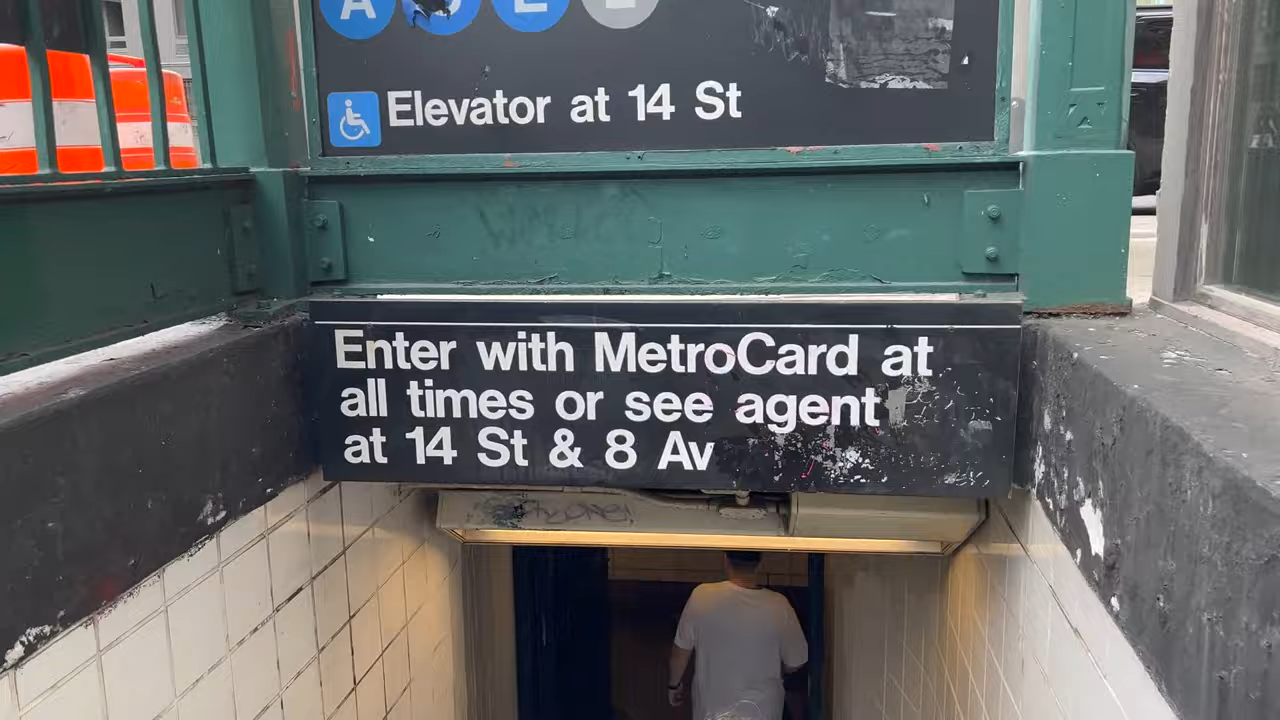 A C E L
Elevator at 14 St
Enter with MetroCard at
all times or see agent
at 14 St & 8 Av